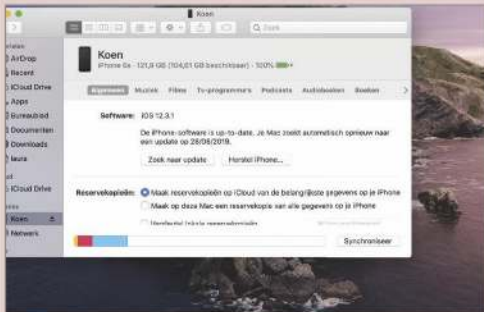 Koen
Zoek
Koen
iPhone 6s · 121,9 GB (104,61 GB beschikbaar) · 100%
Algemeen Muziek Films Tv-programma's Podcasts Audioboeken Boeken
AirDrop
Recent
iCloud Drive
Apps
Bureaublad
Documenten
Downloads
laura
iCloud Drive
Koen
Netwerk
Software: iOS 12.3.1
De iPhone-software is up-to-date. Je Mac zoekt automatisch opnieuw naar
een update op 28/06/2019.
Zoek naar update Herstel iPhone...
Reservekopieën: Maak reservekopieën op iCloud van de belangrijkste gegevens op je iPhone
Maak op deze Mac een reservekopie van alle gegevens op je iPhone
Synchroniseer